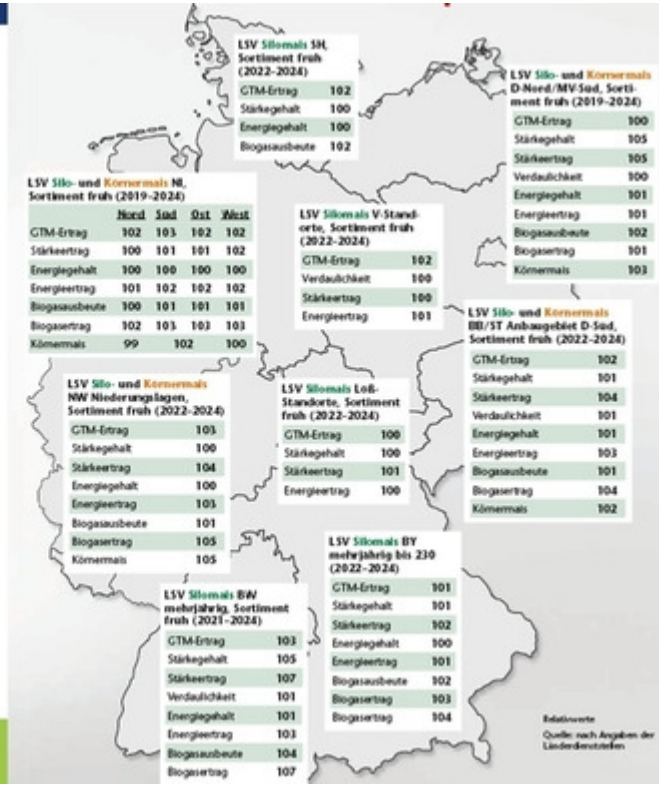 LSV Silomais SH,
Sortiment früh
(2022–2024)
GTM-Ertrag 102
Stärkegehalt 100
Energiegehalt 100
Biogasausbeute 102
LSV Silo- und Körnermais
D-Nord/MV-Süd, Sorti-
ment früh (2019–2024)
GTM-Ertrag 100
Stärkegehalt 105
Stärkeertrag 105
Verdaulichkeit 100
Energiegehalt 101
Energieertrag 101
Biogasausbeute 102
Biogasertrag 101
Körnermais 103
LSV Silo- und Körnermais NI,
Sortiment früh (2019–2024)
Nord Süd Ost West
GTM-Ertrag 102 103 102 102
Stärkeertrag 100 101 101 102
Energiegehalt 100 100 100 100
Energieertrag 101 102 102 102
Biogasausbeute 100 101 101 101
Biogasertrag 102 103 103 103
Körnermais 99 102 100
LSV Silomais V-Stand-
orte, Sortiment früh
(2022–2024)
GTM-Ertrag 102
Verdaulichkeit 100
Stärkeertrag 100
Energieertrag 101
LSV Silo- und Körnermais
BB/ST Anbaugebiet D-Süd,
Sortiment früh (2022–2024)
GTM-Ertrag 102
Stärkegehalt 101
Stärkeertrag 104
Verdaulichkeit 101
Energiegehalt 101
Energieertrag 103
Biogasausbeute 101
Biogasertrag 104
Körnermais 102
LSV Silo- und Körnermais
NW Niederungslagen,
Sortiment früh (2022–2024)
GTM-Ertrag 103
Stärkegehalt 100
Stärkeertrag 104
Energiegehalt 100
Energieertrag 103
Biogasausbeute 101
Biogasertrag 105
Körnermais 105
LSV Silomais Löß-
Standorte, Sortiment
früh (2022–2024)
GTM-Ertrag 100
Stärkegehalt 100
Stärkeertrag 101
Energieertrag 100
LSV Silomais BY
mehrjährig bis 230
(2022–2024)
GTM-Ertrag 101
Stärkegehalt 101
Stärkeertrag 102
Energiegehalt 100
Energieertrag 101
Biogasausbeute 102
Biogasertrag 103
Biogasertrag 104
LSV Silomais BW
mehrjährig, Sortiment
früh (2021–2024)
GTM-Ertrag 103
Stärkegehalt 105
Stärkeertrag 107
Verdaulichkeit 101
Energiegehalt 101
Energieertrag 103
Biogasausbeute 104
Biogasertrag 107
Relativwerte
Quelle: nach Angaben der
Länderdienststellen